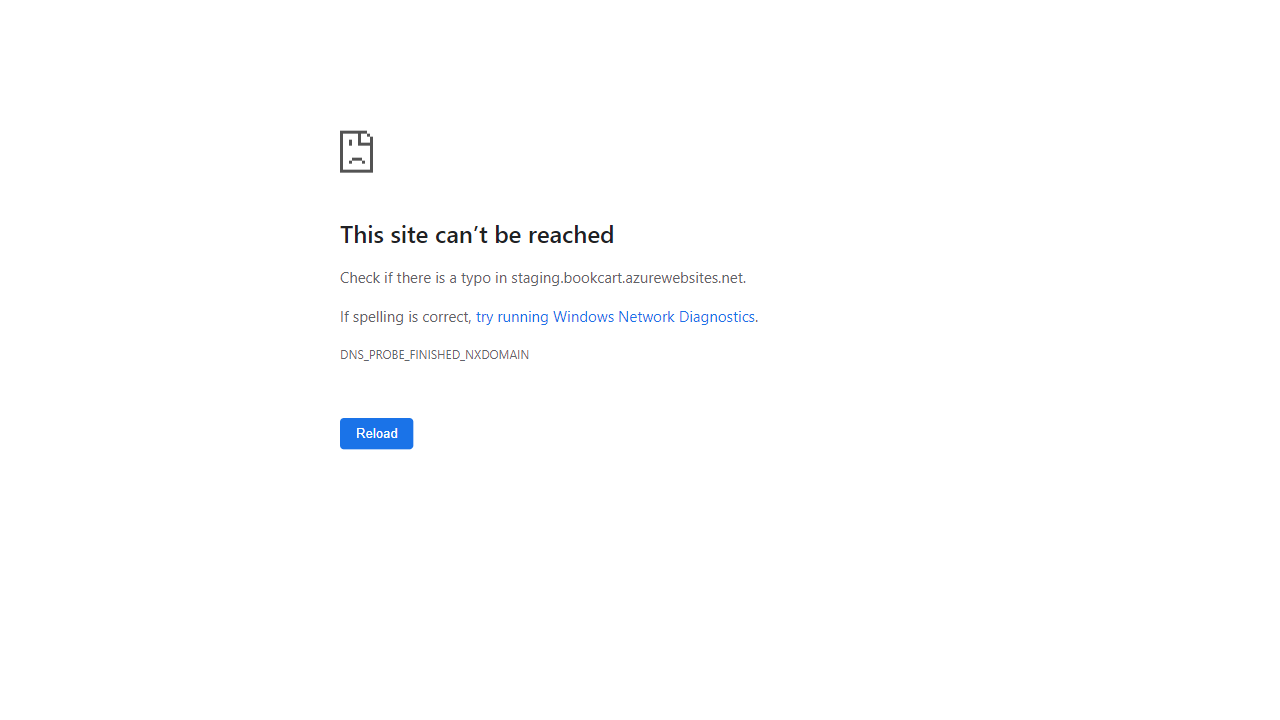 This site can’t be reached
Check if there is a typo in staging.bookcart.azurewebsites.net.
If spelling is correct, try running Windows Network Diagnostics.
DNS_PROBE_FINISHED_NXDOMAIN
Reload